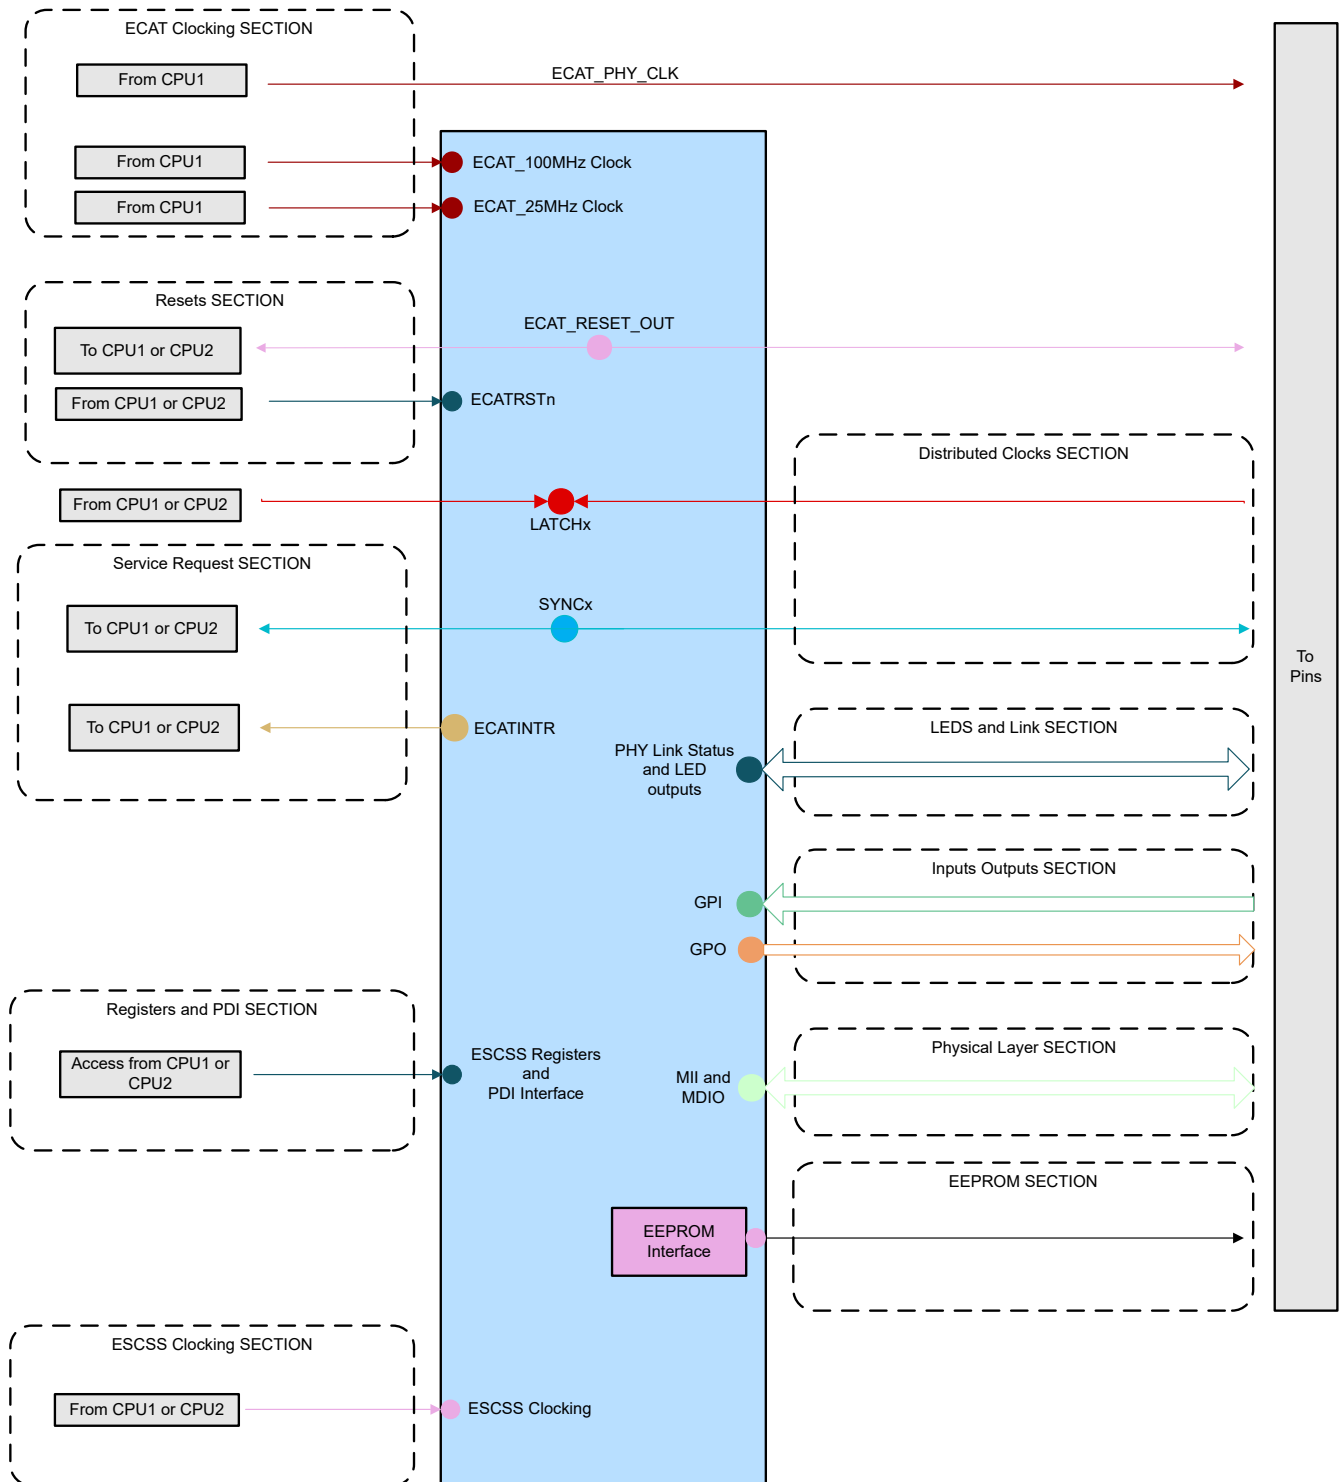 ECAT Clocking SECTION
From CPU1
ECAT_PHY_CLK
From CPU1
ECAT_100MHz Clock
From CPU1
ECAT_25MHz Clock
Resets SECTION
ECAT_RESET_OUT
To CPU1 or CPU2
From CPU1 or CPU2
ECATRSTn
Distributed Clocks SECTION
From CPU1 or CPU2
LATCHx
Service Request SECTION
SYNCx
To CPU1 or CPU2
To
Pins
To CPU1 or CPU2
ECATINTR
LEDS and Link SECTION
PHY Link Status
and LED
outputs
Inputs Outputs SECTION
GPI
GPO
Registers and PDI SECTION
Access from CPU1 or
CPU2
ESCSS Registers
and
PDI Interface
Physical Layer SECTION
MII and
MDIO
EEPROM SECTION
EEPROM
Interface
ESCSS Clocking SECTION
From CPU1 or CPU2
ESCSS Clocking